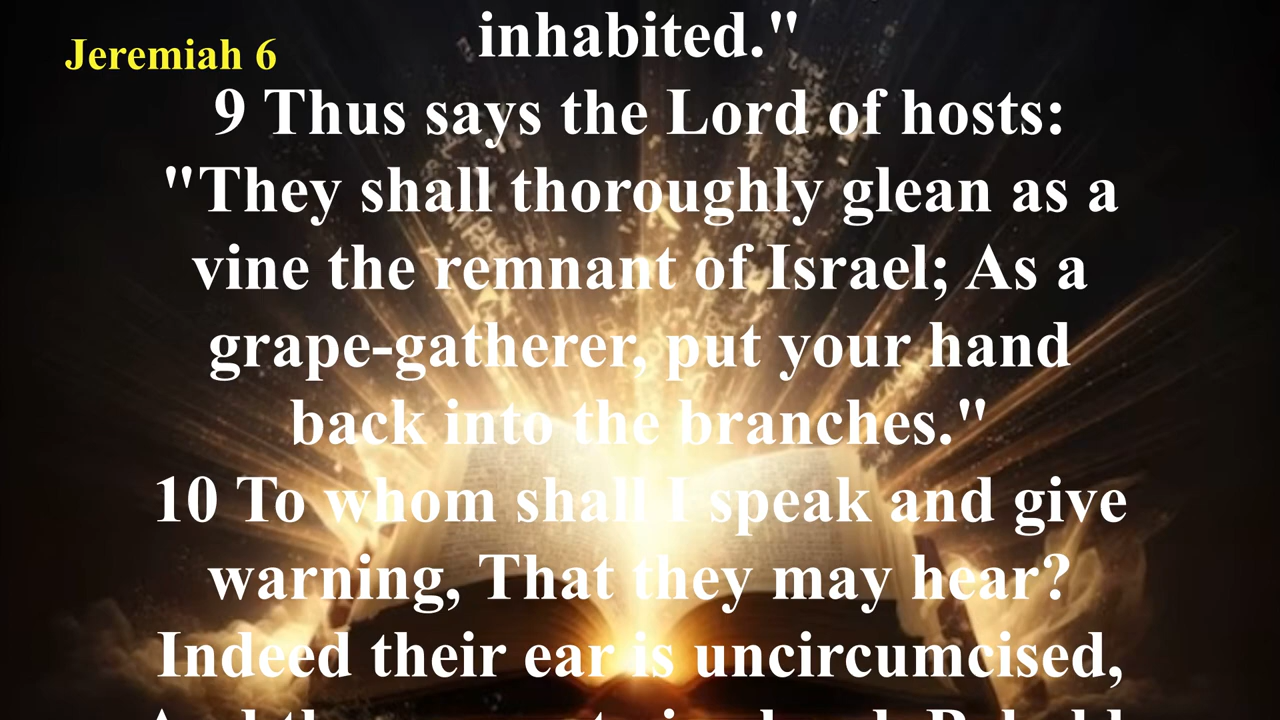 inhabited."
Jeremiah 6
9 Thus says the Lord of hosts:
"They shall thoroughly glean as a
vine the remnant of Israel; As a
grape-gatherer, put your hand
back into the branches."
10 To whom shall I speak and give
warning, That they may hear?
Indeed their ear is uncircumcised,